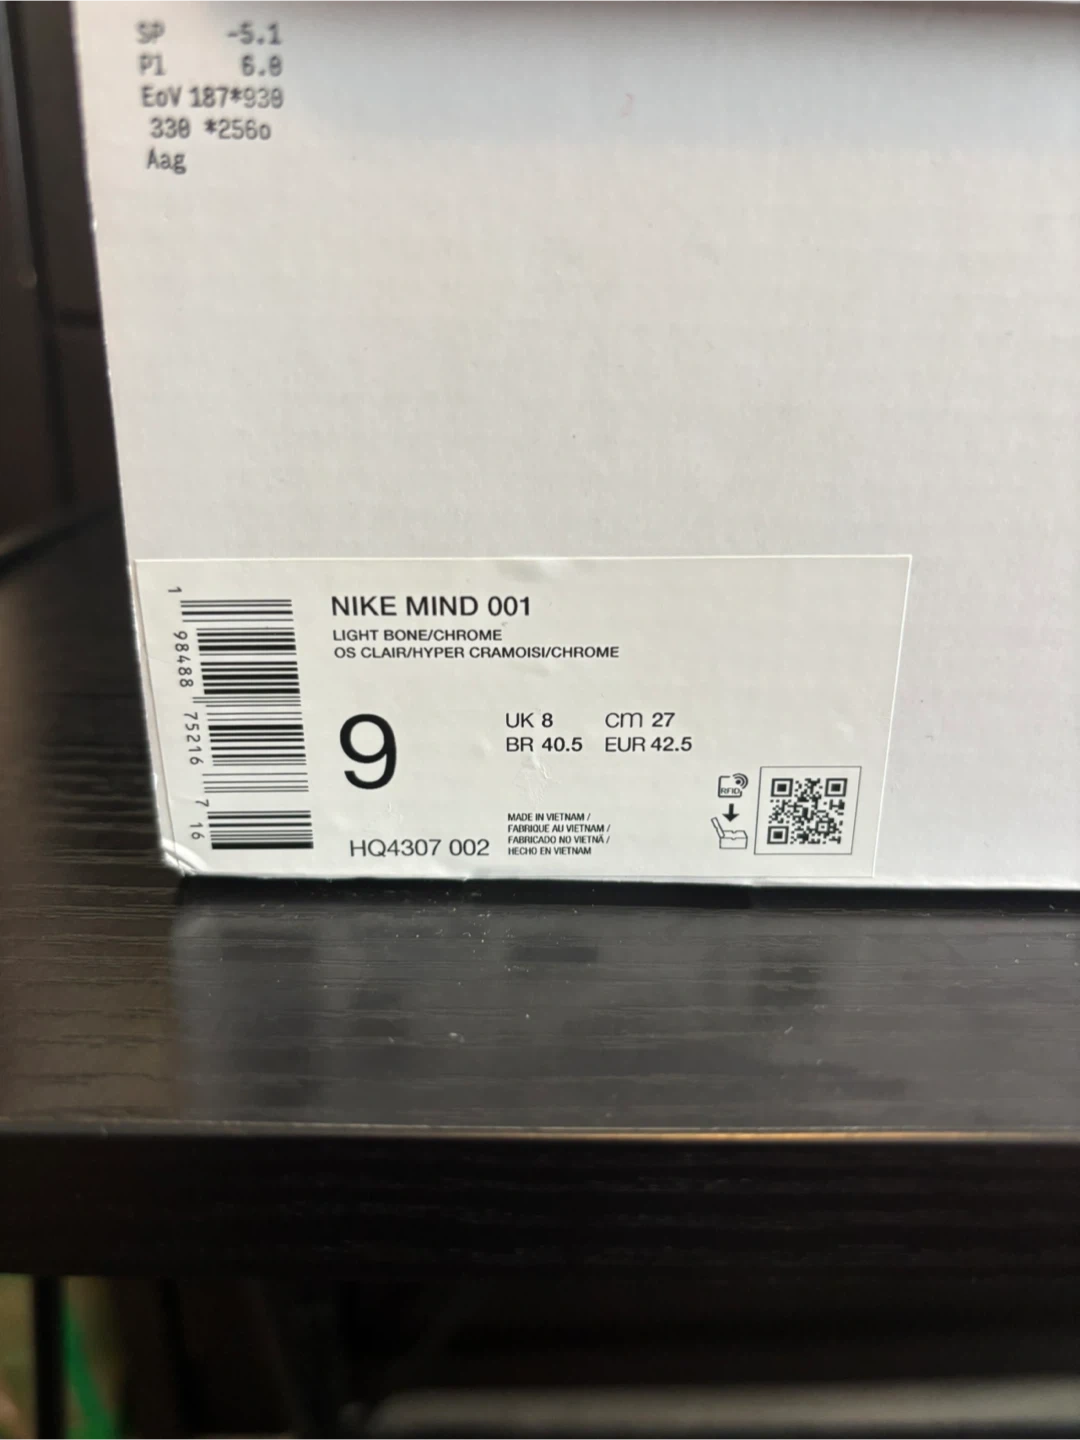 SP -5.1
P1 6.0
EoV 187*930
330 *256o
Aag
NIKE MIND 001
LIGHT BONE/CHROME
OS CLAIR/HYPER CRAMOISI/CHROME
9
UK 8 CM 27
BR 40.5 EUR 42.5
HQ4307 002
MADE IN VIETNAM /
FABRIQUE AU VIETNAM /
FABRICADO NO VIETNÃ /
HECHO EN VIETNAM
RFID
1 98488 75216 7 16